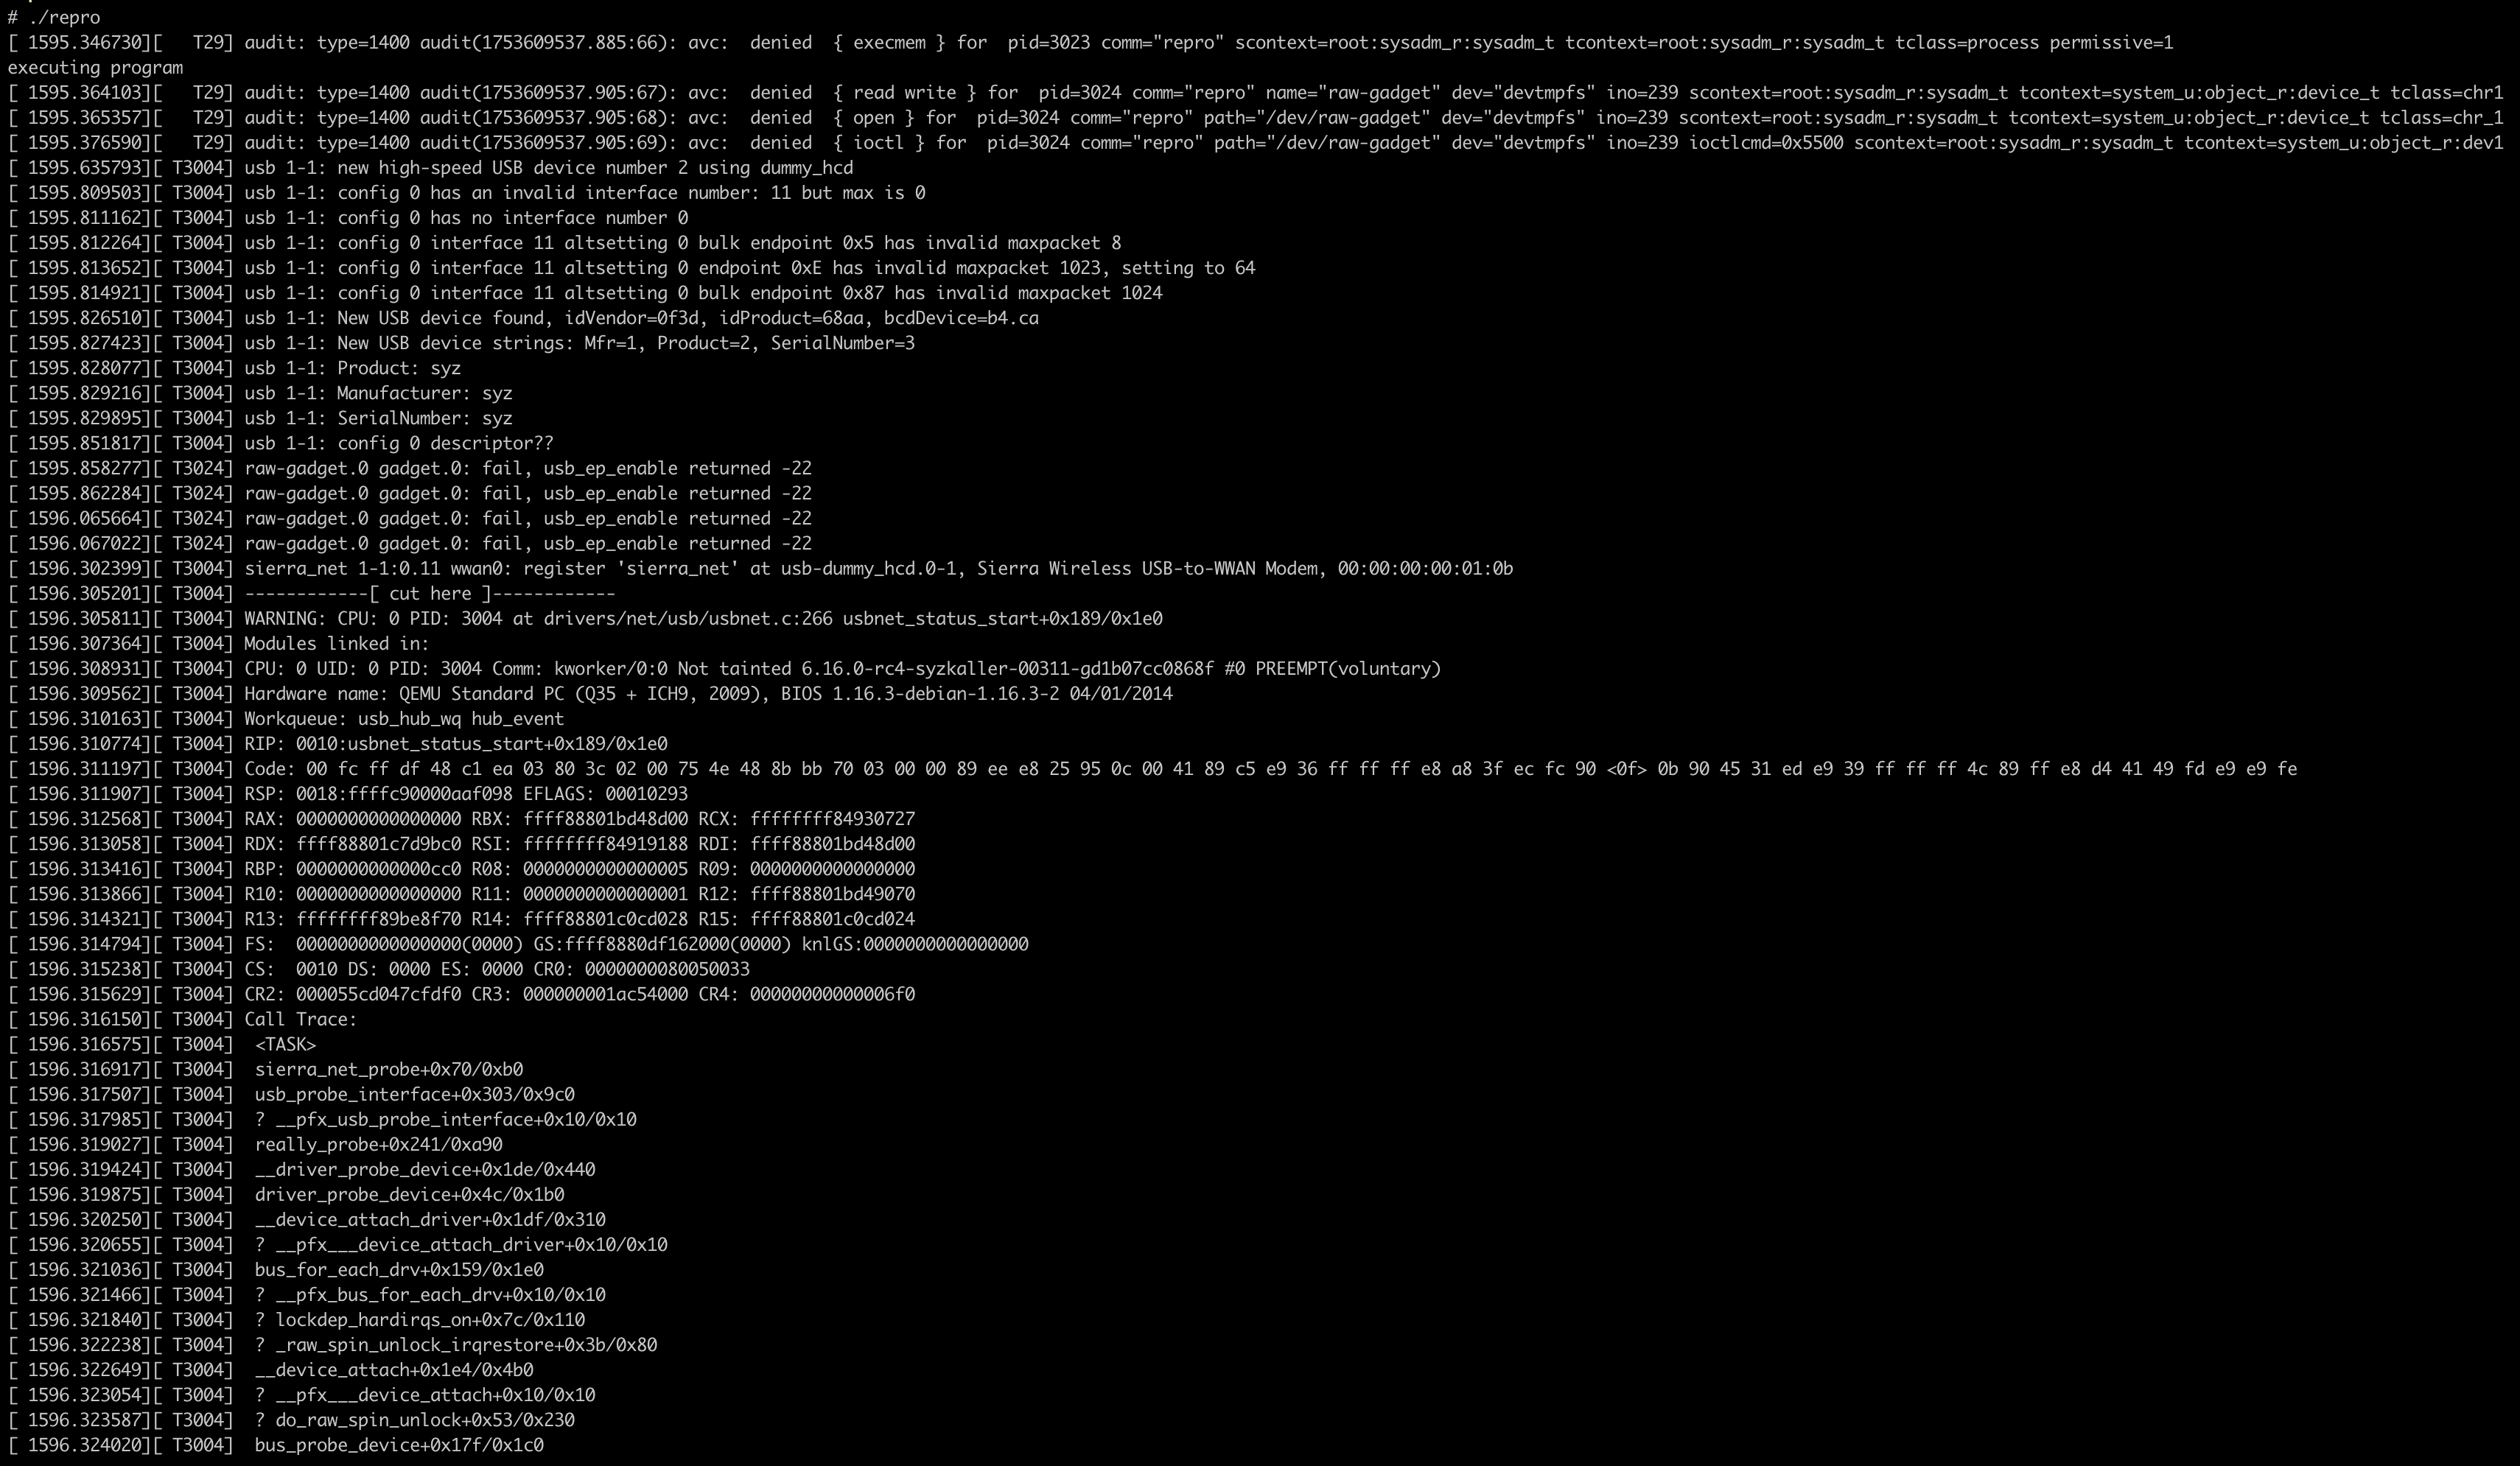 # ./repro
[ 1595.346730][   T29] audit: type=1400 audit(1753609537.885:66): avc:  denied  { execmem } for  pid=3023 comm="repro" scontext=root:sysadm_r:sysadm_t tcontext=root:sysadm_r:sysadm_t tclass=process permissive=1
executing program
[ 1595.364103][   T29] audit: type=1400 audit(1753609537.905:67): avc:  denied  { read write } for  pid=3024 comm="repro" name="raw-gadget" dev="devtmpfs" ino=239 scontext=root:sysadm_r:sysadm_t tcontext=system_u:object_r:device_t tclass=chr1
[ 1595.365357][   T29] audit: type=1400 audit(1753609537.905:68): avc:  denied  { open } for  pid=3024 comm="repro" path="/dev/raw-gadget" dev="devtmpfs" ino=239 scontext=root:sysadm_r:sysadm_t tcontext=system_u:object_r:device_t tclass=chr_1
[ 1595.376590][   T29] audit: type=1400 audit(1753609537.905:69): avc:  denied  { ioctl } for  pid=3024 comm="repro" path="/dev/raw-gadget" dev="devtmpfs" ino=239 ioctlcmd=0x5500 scontext=root:sysadm_r:sysadm_t tcontext=system_u:object_r:dev1
[ 1595.635793][ T3004] usb 1-1: new high-speed USB device number 2 using dummy_hcd
[ 1595.809503][ T3004] usb 1-1: config 0 has an invalid interface number: 11 but max is 0
[ 1595.811162][ T3004] usb 1-1: config 0 has no interface number 0
[ 1595.812264][ T3004] usb 1-1: config 0 interface 11 altsetting 0 bulk endpoint 0x5 has invalid maxpacket 8
[ 1595.813652][ T3004] usb 1-1: config 0 interface 11 altsetting 0 endpoint 0xE has invalid maxpacket 1023, setting to 64
[ 1595.814921][ T3004] usb 1-1: config 0 interface 11 altsetting 0 bulk endpoint 0x87 has invalid maxpacket 1024
[ 1595.826510][ T3004] usb 1-1: New USB device found, idVendor=0f3d, idProduct=68aa, bcdDevice=b4.ca
[ 1595.827423][ T3004] usb 1-1: New USB device strings: Mfr=1, Product=2, SerialNumber=3
[ 1595.828077][ T3004] usb 1-1: Product: syz
[ 1595.829216][ T3004] usb 1-1: Manufacturer: syz
[ 1595.829895][ T3004] usb 1-1: SerialNumber: syz
[ 1595.851817][ T3004] usb 1-1: config 0 descriptor??
[ 1595.858277][ T3024] raw-gadget.0 gadget.0: fail, usb_ep_enable returned -22
[ 1595.862284][ T3024] raw-gadget.0 gadget.0: fail, usb_ep_enable returned -22
[ 1596.065664][ T3024] raw-gadget.0 gadget.0: fail, usb_ep_enable returned -22
[ 1596.067022][ T3024] raw-gadget.0 gadget.0: fail, usb_ep_enable returned -22
[ 1596.302399][ T3004] sierra_net 1-1:0.11 wwan0: register 'sierra_net' at usb-dummy_hcd.0-1, Sierra Wireless USB-to-WWAN Modem, 00:00:00:00:01:0b
[ 1596.305201][ T3004] ------------[ cut here ]------------
[ 1596.305811][ T3004] WARNING: CPU: 0 PID: 3004 at drivers/net/usb/usbnet.c:266 usbnet_status_start+0x189/0x1e0
[ 1596.307364][ T3004] Modules linked in:
[ 1596.308931][ T3004] CPU: 0 UID: 0 PID: 3004 Comm: kworker/0:0 Not tainted 6.16.0-rc4-syzkaller-00311-gd1b07cc0868f #0 PREEMPT(voluntary)
[ 1596.309562][ T3004] Hardware name: QEMU Standard PC (Q35 + ICH9, 2009), BIOS 1.16.3-debian-1.16.3-2 04/01/2014
[ 1596.310163][ T3004] Workqueue: usb_hub_wq hub_event
[ 1596.310774][ T3004] RIP: 0010:usbnet_status_start+0x189/0x1e0
[ 1596.311197][ T3004] Code: 00 fc ff df 48 c1 ea 03 80 3c 02 00 75 4e 48 8b bb 70 03 00 00 89 ee e8 25 95 0c 00 41 89 c5 e9 36 ff ff ff e8 a8 3f ec fc 90 <0f> 0b 90 45 31 ed e9 39 ff ff ff 4c 89 ff e8 d4 41 49 fd e9 e9 fe
[ 1596.311907][ T3004] RSP: 0018:ffffc90000aaf098 EFLAGS: 00010293
[ 1596.312568][ T3004] RAX: 0000000000000000 RBX: ffff88801bd48d00 RCX: ffffffff84930727
[ 1596.313058][ T3004] RDX: ffff88801c7d9bc0 RSI: ffffffff84919188 RDI: ffff88801bd48d00
[ 1596.313416][ T3004] RBP: 0000000000000cc0 R08: 0000000000000005 R09: 0000000000000000
[ 1596.313866][ T3004] R10: 0000000000000000 R11: 0000000000000001 R12: ffff88801bd49070
[ 1596.314321][ T3004] R13: ffffffff89be8f70 R14: ffff88801c0cd028 R15: ffff88801c0cd024
[ 1596.314794][ T3004] FS:  0000000000000000(0000) GS:ffff8880df162000(0000) knlGS:0000000000000000
[ 1596.315238][ T3004] CS:  0010 DS: 0000 ES: 0000 CR0: 0000000080050033
[ 1596.315629][ T3004] CR2: 000055cd047cfdf0 CR3: 000000001ac54000 CR4: 00000000000006f0
[ 1596.316150][ T3004] Call Trace:
[ 1596.316575][ T3004]  <TASK>
[ 1596.316917][ T3004]  sierra_net_probe+0x70/0xb0
[ 1596.317507][ T3004]  usb_probe_interface+0x303/0x9c0
[ 1596.317985][ T3004]  ? __pfx_usb_probe_interface+0x10/0x10
[ 1596.319027][ T3004]  really_probe+0x241/0xa90
[ 1596.319424][ T3004]  __driver_probe_device+0x1de/0x440
[ 1596.319875][ T3004]  driver_probe_device+0x4c/0x1b0
[ 1596.320250][ T3004]  __device_attach_driver+0x1df/0x310
[ 1596.320655][ T3004]  ? __pfx___device_attach_driver+0x10/0x10
[ 1596.321036][ T3004]  bus_for_each_drv+0x159/0x1e0
[ 1596.321466][ T3004]  ? __pfx_bus_for_each_drv+0x10/0x10
[ 1596.321840][ T3004]  ? lockdep_hardirqs_on+0x7c/0x110
[ 1596.322238][ T3004]  ? _raw_spin_unlock_irqrestore+0x3b/0x80
[ 1596.322649][ T3004]  __device_attach+0x1e4/0x4b0
[ 1596.323054][ T3004]  ? __pfx___device_attach+0x10/0x10
[ 1596.323587][ T3004]  ? do_raw_spin_unlock+0x53/0x230
[ 1596.324020][ T3004]  bus_probe_device+0x17f/0x1c0